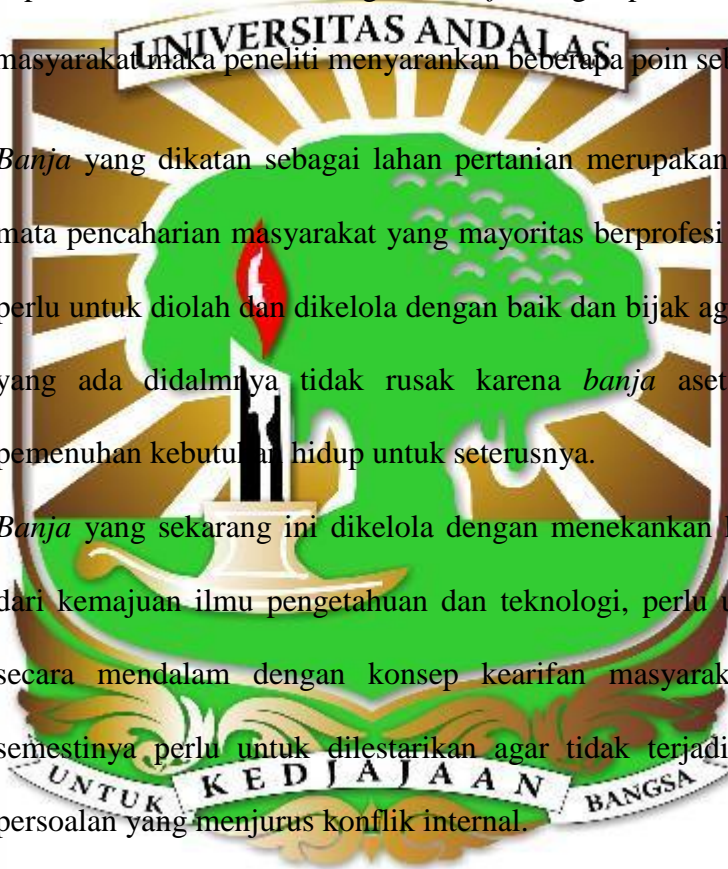 UNIVERSITAS ANDALAS
masyarakat maka peneliti menyarankan beberapa poin
Banja yang dikatan sebagai lahan pertanian merupakan
mata pencaharian masyarakat yang mayoritas berprofesi
perlu untuk diolah dan dikelola dengan baik dan bijak
yang ada didalmnya tidak rusak karena banja aset
pemenuhan kebutuhan hidup untuk seterusnya.
Banja yang sekarang ini dikelola dengan menekankan
dari kemajuan ilmu pengetahuan dan teknologi, perlu
secara mendalam dengan konsep kearifan
semestinya perlu untuk dilestarikan agar tidak terjadi
UNTUK KEDJAJAAN BANGSA
persoalan yang menjurus konflik internal.